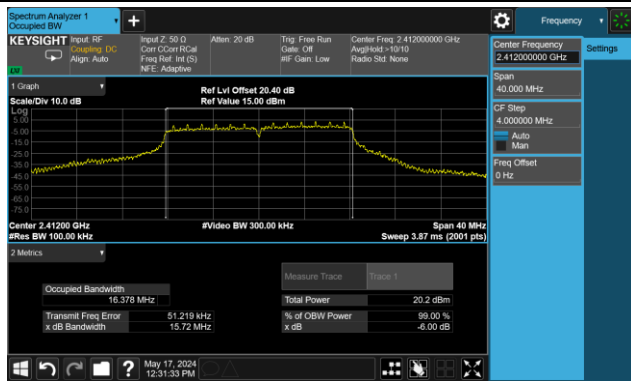 Spectrum Analyzer 1
Occupied BW
Frequency
KEYSIGHT
Input: RF
Coupling: DC
Align: Auto
Input Z: 50 Ω
Corr CCorr RCal
Freq Ref: Int (S)
NFE: Adaptive
Atten: 20 dB
Trig: Free Run
Gate: Off
#IF Gain: Low
Center Freq: 2.412000000 GHz
Avg|Hold:>10/10
Radio Std: None
Center Frequency
2.412000000 GHz
Settings
Span
40.000 MHz
CF Step
4.000000 MHz
Auto
Man
Freq Offset
0 Hz
1 Graph
Scale/Div 10.0 dB
Ref Lvl Offset 20.40 dB
Ref Value 15.00 dBm
Log
5.00
-5.00
-15.0
-25.0
-35.0
-45.0
-55.0
-65.0
-75.0
Center 2.41200 GHz
#Res BW 100.00 kHz
#Video BW 300.00 kHz
Span 40 MHz
Sweep 3.87 ms (2001 pts)
2 Metrics
Measure Trace
Trace 1
Occupied Bandwidth
16.378 MHz
Total Power
20.2 dBm
Transmit Freq Error
51.219 kHz
% of OBW Power
99.00 %
x dB Bandwidth
15.72 MHz
x dB
-6.00 dB
?
May 17, 2024
12:31:33 PM